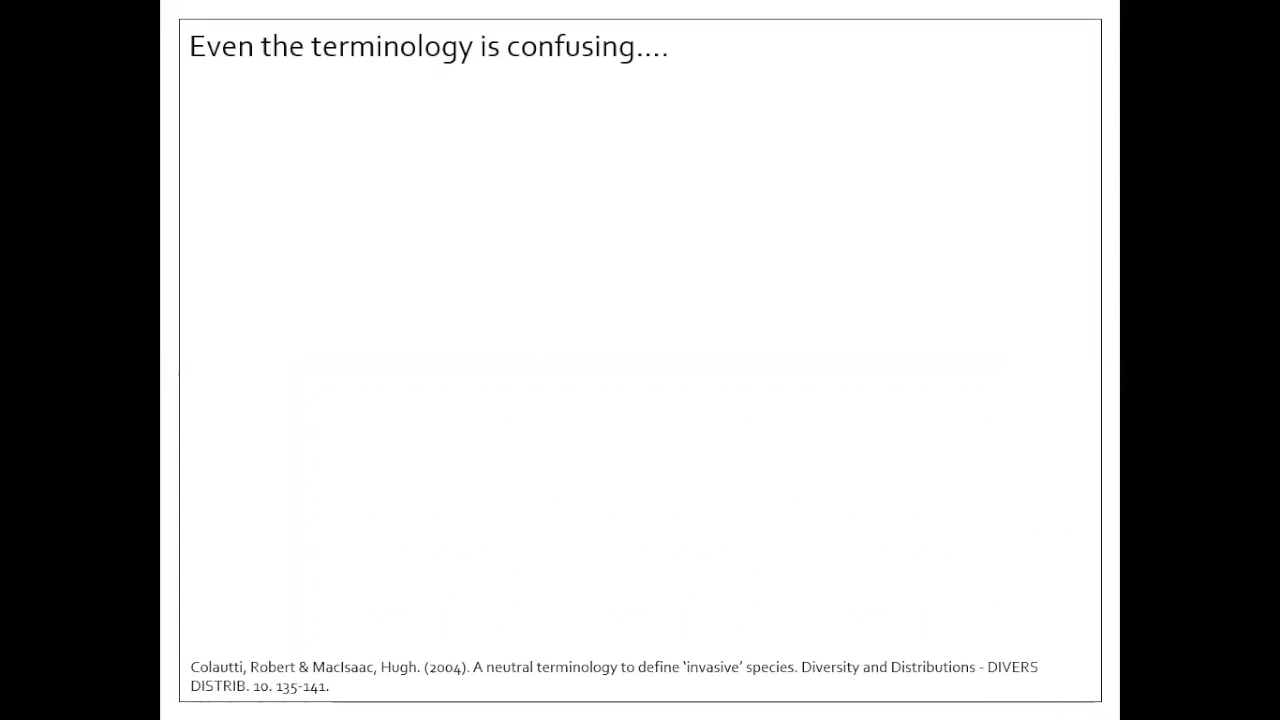 Even the terminology is confusing....
Colautti, Robert & MacIsaac, Hugh. (2004). A neutral terminology to define ‘invasive’ species. Diversity and Distributions - DIVERS
DISTRIB. 10. 135-141.